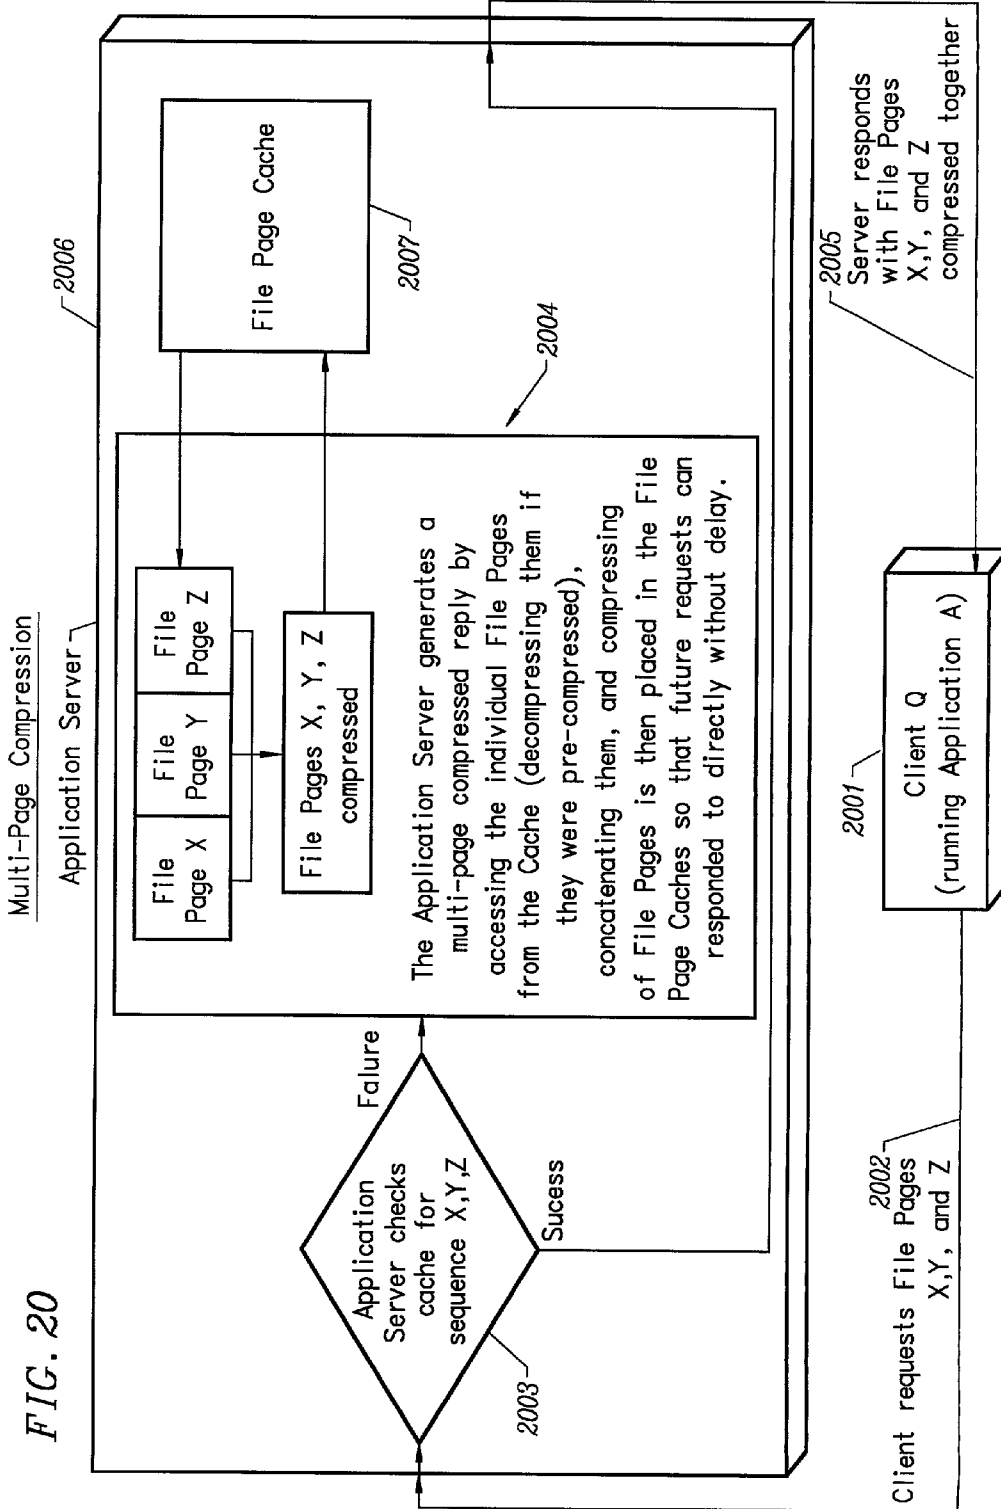 FIG. 20
Multi-Page Compression
Application Server
2006
Application
Server checks
cache for
sequence X,Y,Z
2003
Falure
Sucess
File
Page X
File
Page Y
File
Page Z
File Pages X, Y, Z
compressed
The Application Server generates a
multi-page compressed reply by
accessing the individual File Pages
from the Cache (decompressing them if
they were pre-compressed),
concatenating them, and compressing
of File Pages is then placed in the File
Page Caches so that future requests can
responded to directly without delay.
2004
File Page Cache
2007
Client requests File Pages
X,Y, and Z
2002
2001
Client Q
(running Application A)
2005
Server responds
with File Pages
X,Y, and Z
compressed together